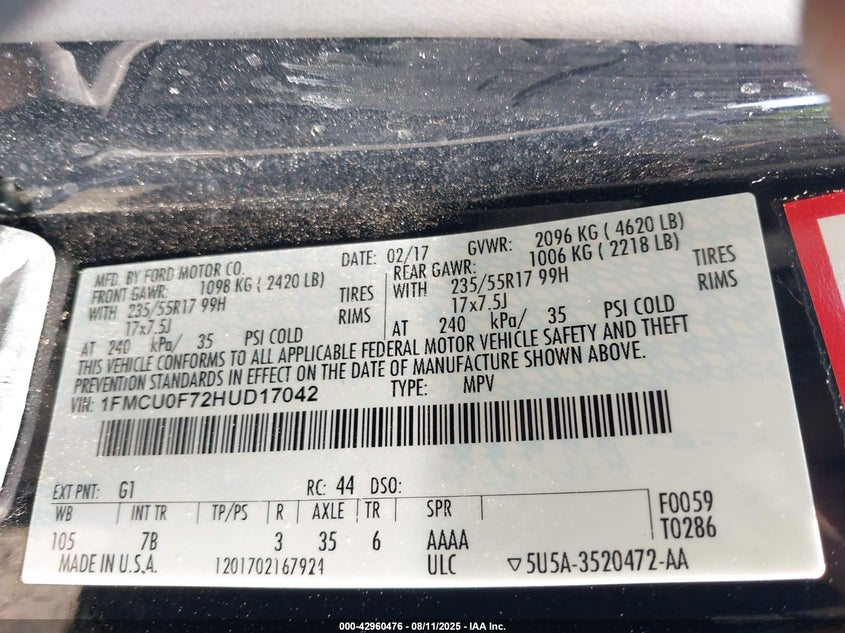 MFD. BY FORD MOTOR CO. DATE: 02/17 GVWR: 2096 KG ( 4620 LB)
FRONT GAWR: 1098 KG ( 2420 LB) REAR GAWR: 1006 KG ( 2218 LB)
WITH 235/55R17 99H TIRES WITH 235/55R17 99H TIRES
17x7.5J RIMS 17x7.5J RIMS
AT 240 kPa/ 35 PSI COLD AT 240 kPa/ 35 PSI COLD
THIS VEHICLE CONFORMS TO ALL APPLICABLE FEDERAL MOTOR VEHICLE SAFETY AND THEFT
PREVENTION STANDARDS IN EFFECT ON THE DATE OF MANUFACTURE SHOWN ABOVE.
VIN: 1FMCU0F72HUD17042 TYPE: MPV
EXT PNT: G1 RC: 44 DSO:
WB INT TR TP/PS R AXLE TR SPR F0059
105 7B 3 35 6 AAAA T0286
MADE IN U.S.A. 1201702167924 ULC ▽5U5A-3520472-AA
000-42960476 - 08/11/2025 - IAA Inc.